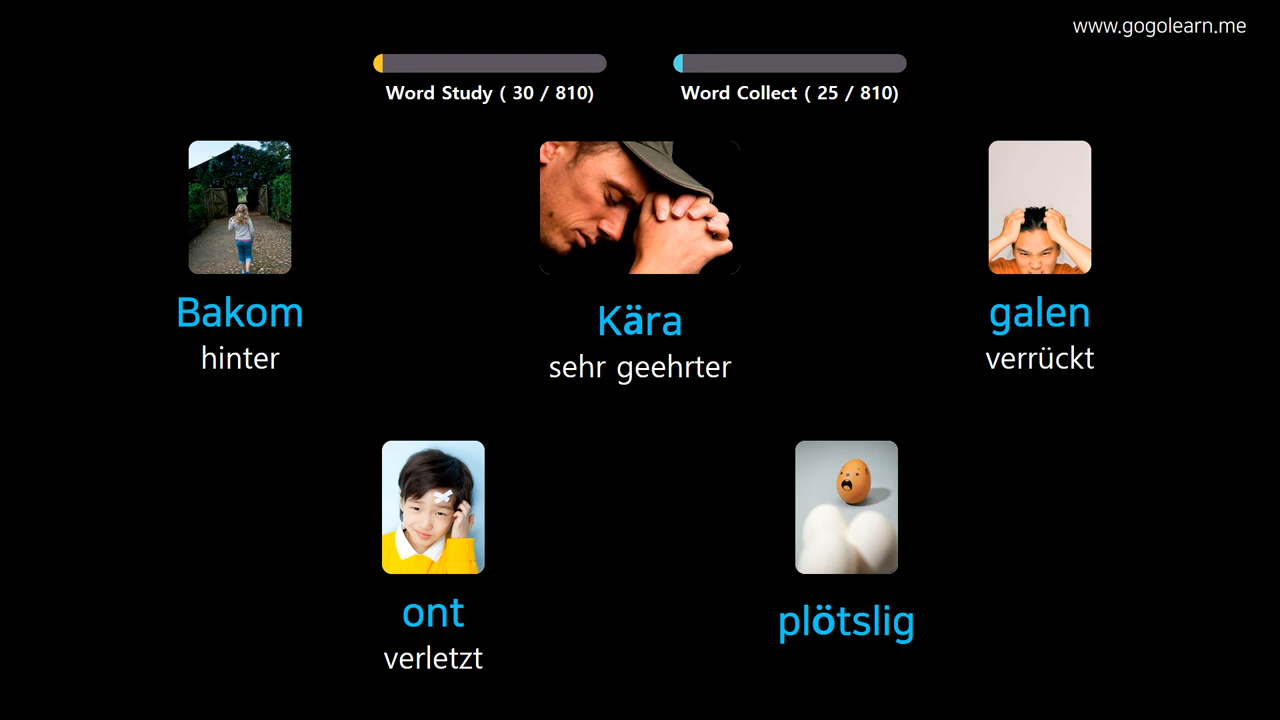 www.gogolearn.me
Word Study ( 30 / 810)
Word Collect ( 25 / 810)
Bakom
hinter
Kära
sehr geehrter
galen
verrückt
ont
verletzt
plötslig